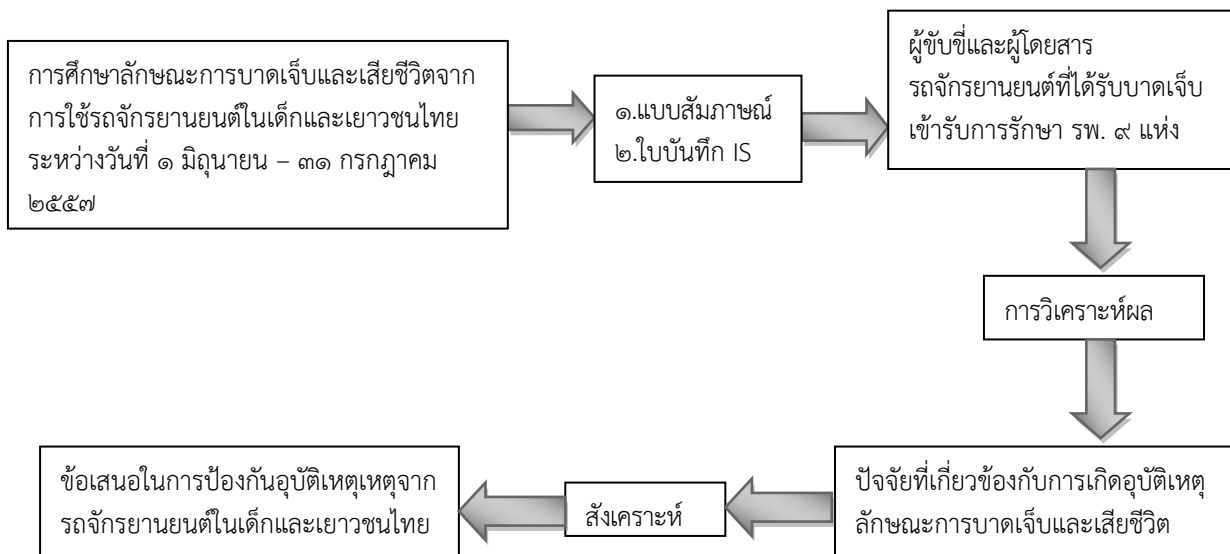 การศึกษาลักษณะการบาดเจ็บและเสียชีวิตจาก
การใช้รถจักรยานยนต์ในเด็กและเยาวชนไทย
ระหว่างวันที่ ๑ มิถุนายน – ๓๑ กรกฎาคม
๒๕๕๗
๑.แบบสัมภาษณ์
๒.ใบบันทึก IS
ผู้ขับขี่และผู้โดยสาร
รถจักรยานยนต์ที่ได้รับบาดเจ็บ
เข้ารับการรักษา รพ. ๙ แห่ง
การวิเคราะห์ผล
ปัจจัยที่เกี่ยวข้องกับการเกิดอุบัติเหตุ
ลักษณะการบาดเจ็บและเสียชีวิต
สังเคราะห์
ข้อเสนอในการป้องกันอุบัติเหตุเหตุจาก
รถจักรยานยนต์ในเด็กและเยาวชนไทย